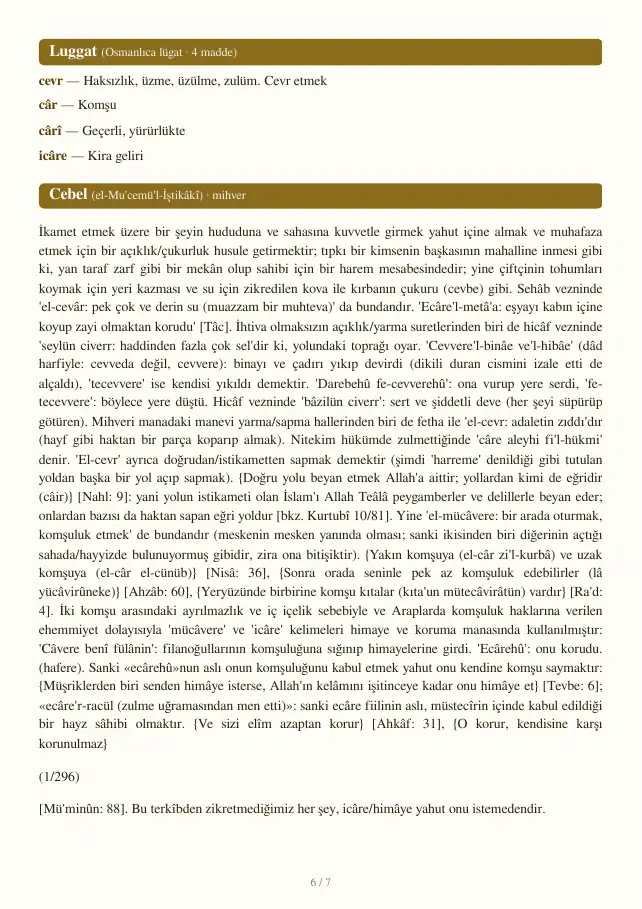 Luggat (Osmanlıca lügat · 4 madde)
cevr — Haksızlık, üzme, üzülme, zulüm. Cevr etmek
câr — Komşu
cârî — Geçerli, yürürlükte
icâre — Kira geliri
Cebel (el-Mu'cemü'l-İştikâkî) · mihver
İkamet etmek üzere bir şeyin hududuna ve sahasına kuvvetle girmek yahut içine almak ve muhafaza
etmek için bir açıklık/çukurluk husule getirmektir; tıpkı bir kimsenin başkasının mahalline inmesi gibi
ki, yan taraf zarf gibi bir mekân olup sahibi için bir harem mesabesindedir; yine çiftçinin tohumları
koymak için yeri kazması ve su için zikredilen kova ile kırbanın çukuru (cevbe) gibi. Sehâb vezninde
'el-cevâr: pek çok ve derin su (muazzam bir muhteva)' da bundandır. 'Ecâre'l-metâ'a: eşyayı kabın içine
koyup zayi olmaktan korudu' [Tâc]. İhtiva olmaksızın açıklık/yarma suretlerinden biri de hicâf vezninde
'seylün civerr: haddinden fazla çok sel'dir ki, yolundaki toprağı oyar. 'Cevvere'l-binâe ve'l-hibâe' (dâd
harfiyle: cevveda değil, cevvere): binayı ve çadırı yıkıp devirdi (dikili duran cismini izale etti de
alçaldı), 'tecevvere' ise kendisi yıkıldı demektir. 'Darebehû fe-cevverehû': ona vurup yere serdi, 'fe-
tecevvere': böylece yere düştü. Hicâf vezninde 'bâzilün civerr': sert ve şiddetli deve (her şeyi süpürüp
götüren). Mihveri manadaki manevi yarma/sapma hallerinden biri de fetha ile 'el-cevr: adaletin zıddı'dır
(hayf gibi haktan bir parça koparıp almak). Nitekim hükümde zulmettiğinde 'câre aleyhi fi'l-hükmi'
denir. 'El-cevr' ayrıca doğrudan/istikametten sapmak demektir (şimdi 'harreme' denildiği gibi tutulan
yoldan başka bir yol açıp sapmak). {Doğru yolu beyan etmek Allah'a aittir; yollardan kimi de eğridir
(câir)} [Nahl: 9]: yani yolun istikameti olan İslam'ı Allah Teâlâ peygamberler ve delillerle beyan eder;
onlardan bazısı da haktan sapan eğri yoldur [bkz. Kurtubî 10/81]. Yine 'el-mücâvere: bir arada oturmak,
komşuluk etmek' de bundandır (meskenin mesken yanında olması; sanki ikisinden biri diğerinin açtığı
sahada/hayyizde bulunuyormuş gibidir, zira ona bitişiktir). {Yakın komşuya (el-câr zi'l-kurbâ) ve uzak
komşuya (el-câr el-cünüb)} [Nisâ: 36], {Sonra orada seninle pek az komşuluk edebilirler (lâ
yücâvirûneke)} [Ahzâb: 60], {Yeryüzünde birbirine komşu kıtalar (kıta'un mütecâvirâtün) vardır} [Ra'd:
4]. İki komşu arasındaki ayrılmazlık ve iç içelik sebebiyle ve Araplarda komşuluk haklarına verilen
ehemmiyet dolayısıyla 'mücâvere' ve 'icâre' kelimeleri himaye ve koruma manasında kullanılmıştır:
'Câvere benî fülânin': filanoğullarının komşuluğuna sığınıp himayelerine girdi. 'Ecârehû': onu korudu.
(hafere). Sanki «ecârehû»nun aslı onun komşuluğunu kabul etmek yahut onu kendine komşu saymaktır:
{Müşriklerden biri senden himâye isterse, Allah'ın kelâmını işitinceye kadar onu himâye et} [Tevbe: 6];
«ecâre'r-racül (zulme uğramasından men etti)»: sanki ecâre fiilinin aslı, müstecîrin içinde kabul edildiği
bir hayz sâhibi olmaktır. {Ve sizi elîm azaptan korur} [Ahkâf: 31], {O korur, kendisine karşı
korunulmaz}
(1/296)
[Mü'minûn: 88]. Bu terkîbden zikretmediğimiz her şey, icâre/himâye yahut onu istemedendir.
6 / 7